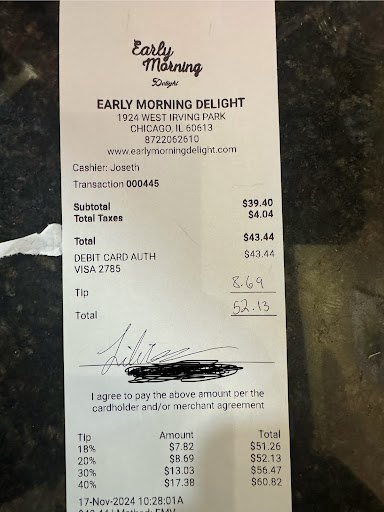 Early
Morning
Delight
EARLY MORNING DELIGHT
1924 WEST IRVING PARK
CHICAGO, IL 60613
8722062610
www.earlymorningdelight.com
Cashier: Joseth
Transaction 000445
Subtotal $39.40
Total Taxes $4.04
Total $43.44
DEBIT CARD AUTH $43.44
VISA 2785
Tip 8.69
Total 52.13
I agree to pay the above amount per the
cardholder and/or merchant agreement
Tip Amount Total
18% $7.82 $51.26
20% $8.69 $52.13
30% $13.03 $56.47
40% $17.38 $60.82
17-Nov-2024 10:28:01A